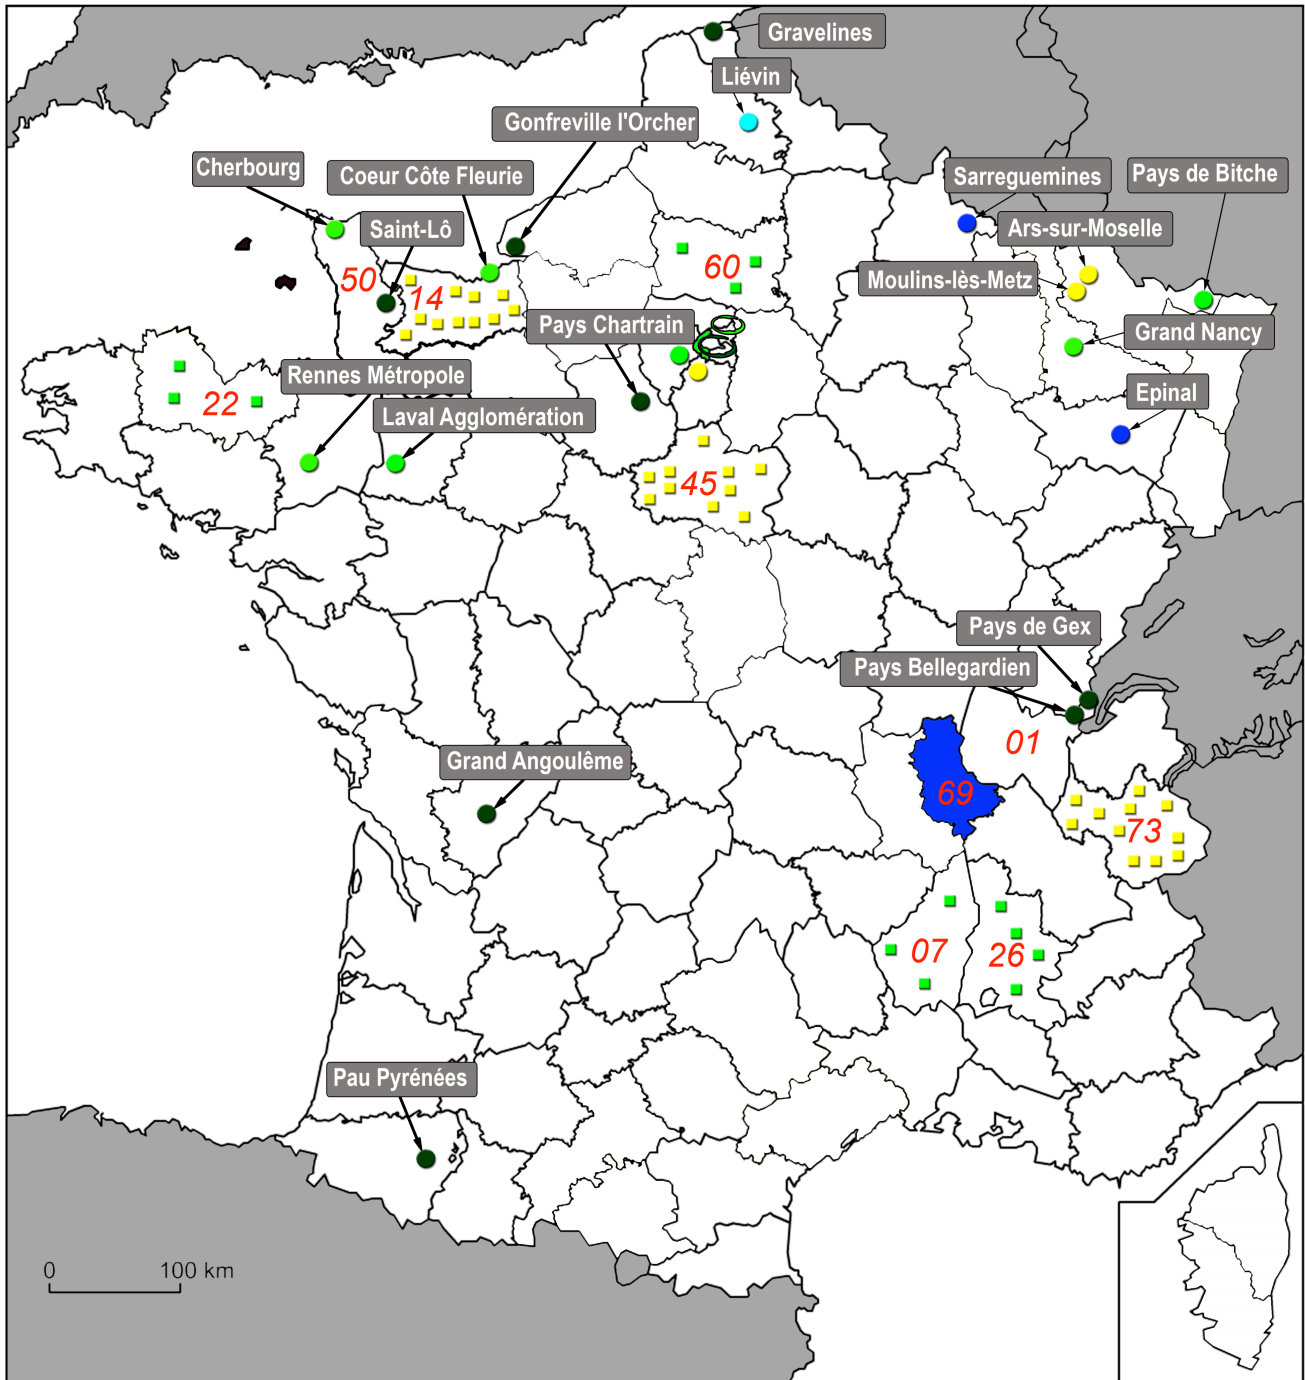 Gravelines
Liévin
Gonfreville l'Orcher
Cherbourg
Coeur Côte Fleurie
Sarreguemines
Pays de Bitche
Saint-Lô
Ars-sur-Moselle
50
14
60
Moulins-lès-Metz
Pays Chartrain
Grand Nancy
Rennes Métropole
22
Laval Agglomération
Epinal
45
Pays de Gex
Pays Bellegardien
01
Grand Angoulême
69
73
07
26
Pau Pyrénées
0
100 km